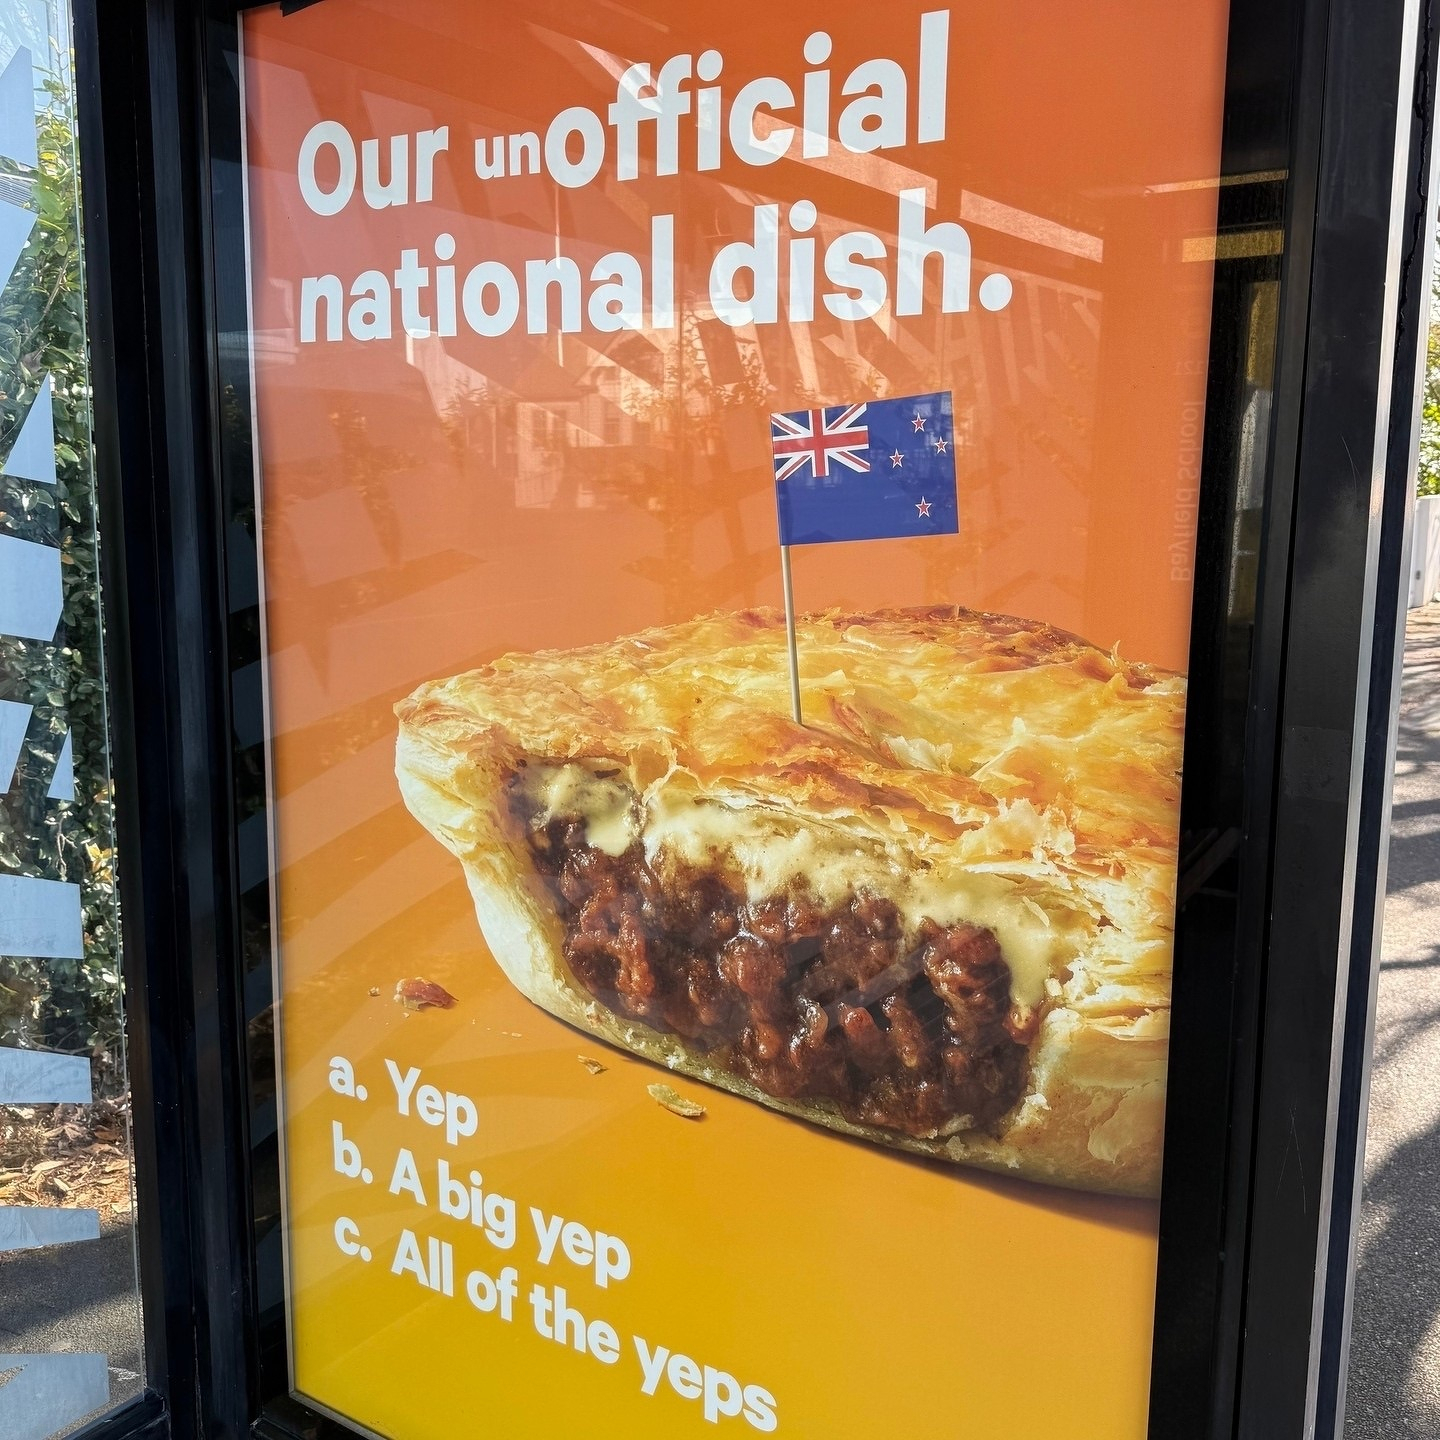 Our unofficial
national dish.
a. Yep
b. A big yep
c. All of the yeps